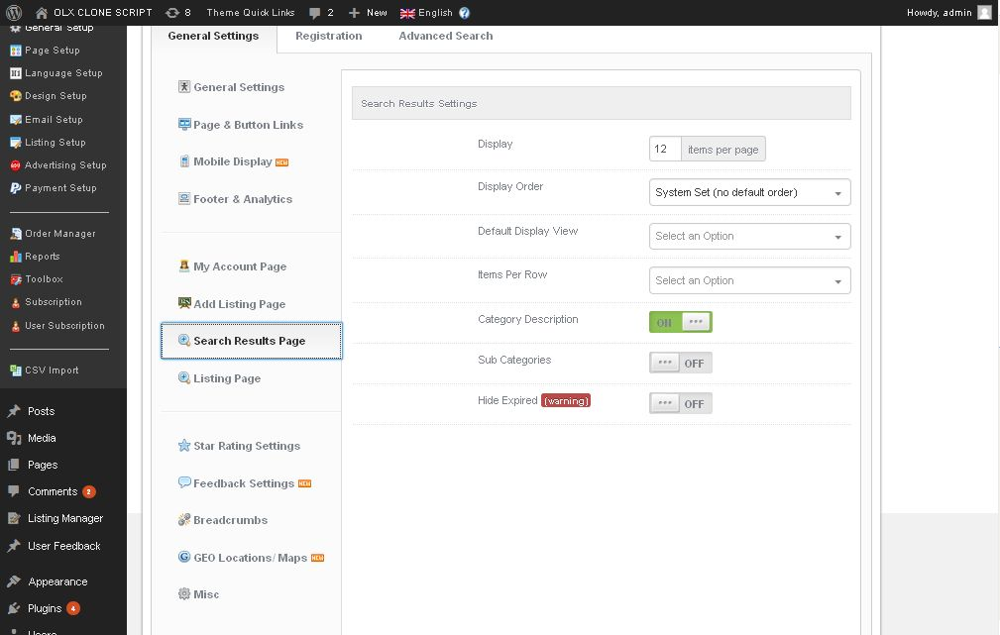 OLX CLONE SCRIPT 8 Theme Quick Links 2 New English Howdy, admin
General Setup
Page Setup
Language Setup
Design Setup
Email Setup
Listing Setup
Advertising Setup
Payment Setup
Order Manager
Reports
Toolbox
Subscription
User Subscription
CSV Import
Posts
Media
Pages
Comments 2
Listing Manager
User Feedback
Appearance
Plugins 4
Users
General Settings Registration Advanced Search
General Settings
Page & Button Links
Mobile Display NEW
Footer & Analytics
My Account Page
Add Listing Page
Search Results Page
Listing Page
Star Rating Settings
Feedback Settings NEW
Breadcrumbs
GEO Locations/ Maps NEW
Misc
Search Results Settings
Display 12 items per page
Display Order System Set (no default order)
Default Display View Select an Option
Items Per Row Select an Option
Category Description ON
Sub Categories OFF
Hide Expired (warning) OFF